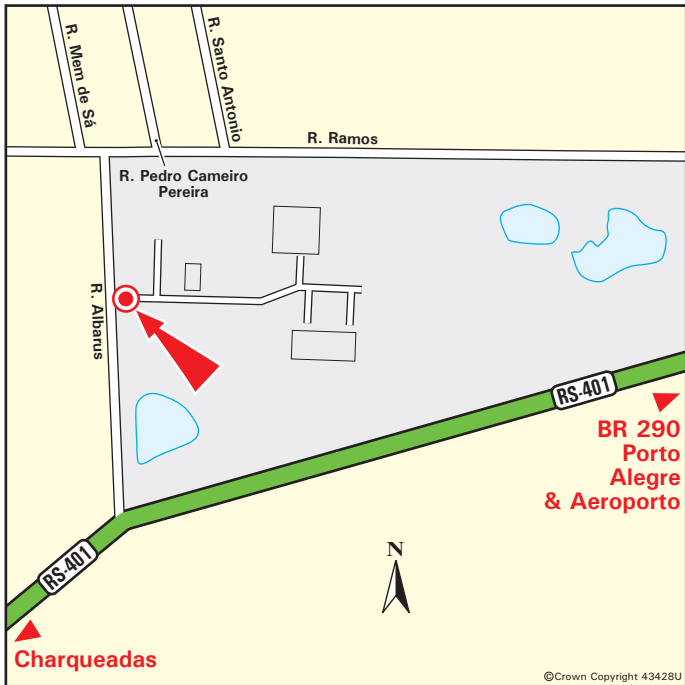 R. Mem de Sá
R. Santo Antonio
R. Ramos
R. Pedro Cameiro
Pereira
R. Albarus
RS-401
BR 290
Porto
Alegre
& Aeroporto
RS-401
N
Charqueadas
©Crown Copyright 43428U